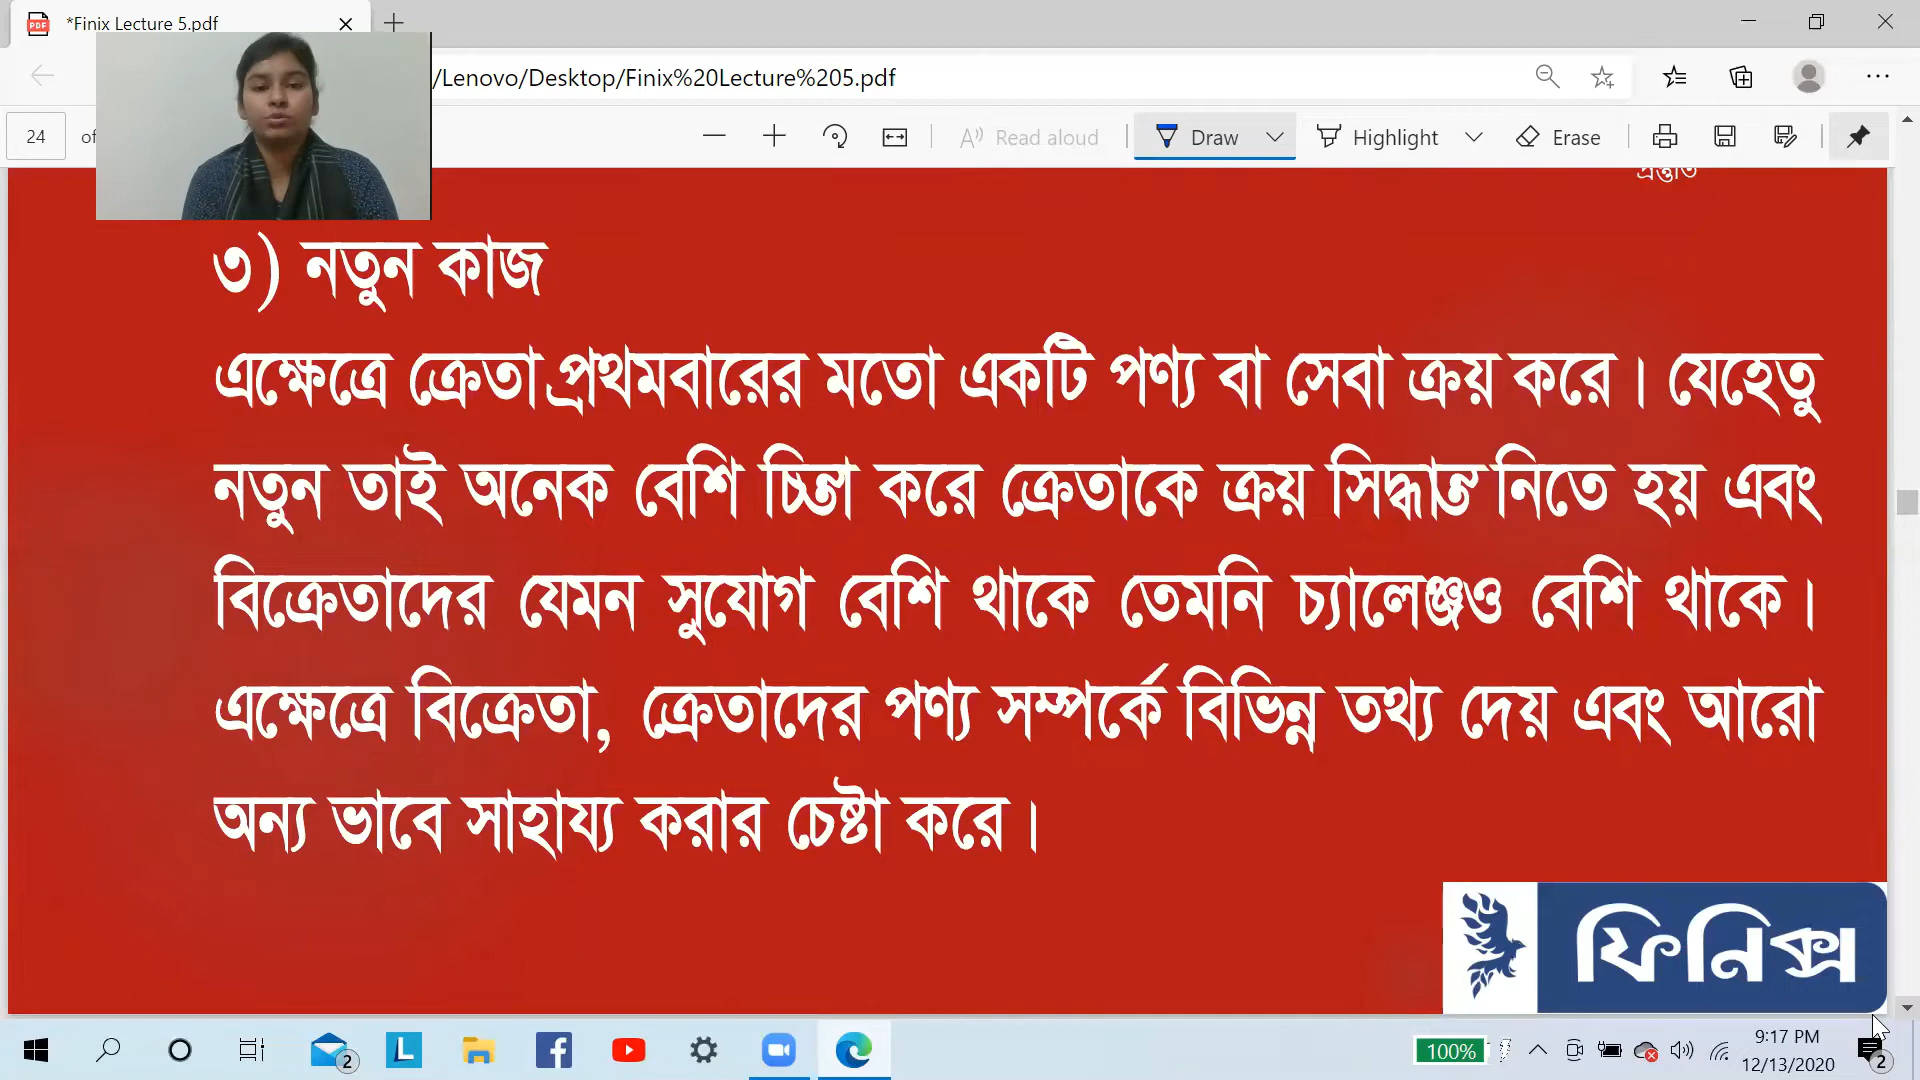 *Finix Lecture 5.pdf
/Lenovo/Desktop/Finix%20Lecture%205.pdf
24 of
Read aloud Draw Highlight Erase
৩) নতুন কাজ
এক্ষেত্রে ক্রেতা প্রথমবারের মতো একটি পণ্য বা সেবা ক্রয় করে। যেহেতু
নতুন তাই অনেক বেশি চিন্তা করে ক্রেতাকে ক্রয় সিদ্ধান্ত নিতে হয় এবং
বিক্রেতাদের যেমন সুযোগ বেশি থাকে তেমনি চ্যালেঞ্জও বেশি থাকে।
এক্ষেত্রে বিক্রেতা, ক্রেতাদের পণ্য সম্পর্কে বিভিন্ন তথ্য দেয় এবং আরো
অন্য ভাবে সাহায্য করার চেষ্টা করে।
ফিনিক্স
100%
9:17 PM
12/13/2020
2
2